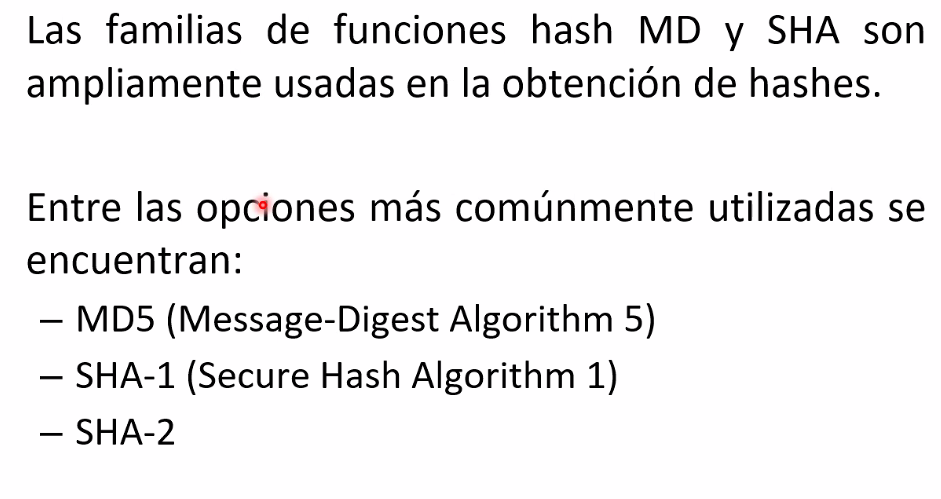 Las familias de funciones hash MD y SHA son
ampliamente usadas en la obtención de hashes.
Entre las opciones más comúnmente utilizadas se
encuentran:
– MD5 (Message-Digest Algorithm 5)
– SHA-1 (Secure Hash Algorithm 1)
– SHA-2